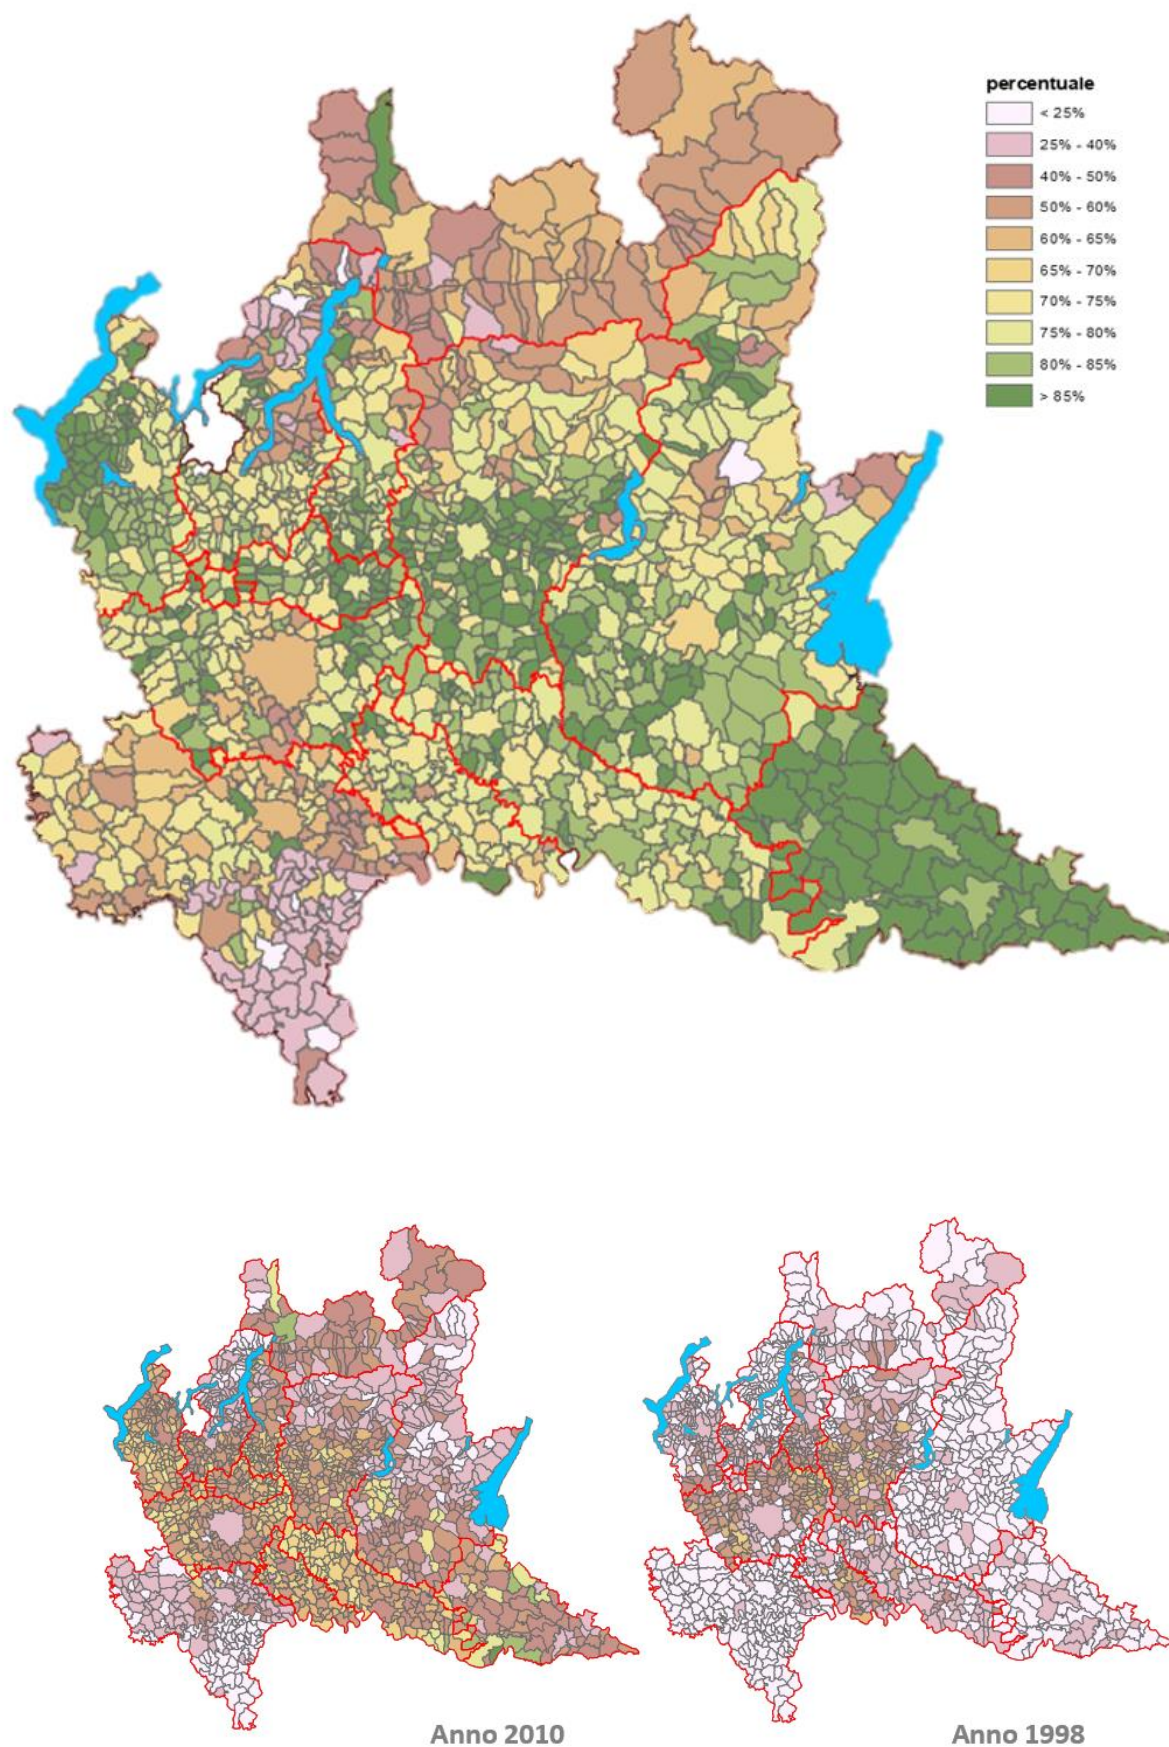 percentuale
< 25%
25% - 40%
40% - 50%
50% - 60%
60% - 65%
65% - 70%
70% - 75%
75% - 80%
80% - 85%
> 85%
Anno 2010
Anno 1998